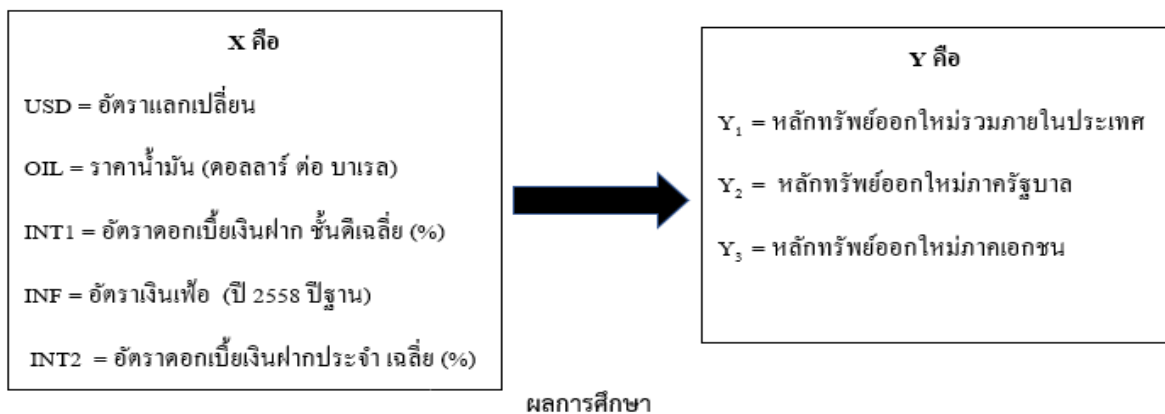 X คือ
USD = อัตราแลกเปลี่ยน
OIL = ราคาน้ำมัน (ดอลลาร์ ต่อ บาเรล)
INT1 = อัตราดอกเบี้ยเงินฝาก ชั้นดีเฉลี่ย (%)
INF = อัตราเงินเฟ้อ (ปี 2558 ปีฐาน)
INT2 = อัตราดอกเบี้ยเงินฝากประจำ เฉลี่ย (%)
Y คือ
Y1 = หลักทรัพย์ออกใหม่รวมภายในประเทศ
Y2 = หลักทรัพย์ออกใหม่ภาครัฐบาล
Y3 = หลักทรัพย์ออกใหม่ภาคเอกชน
ผลการศึกษา